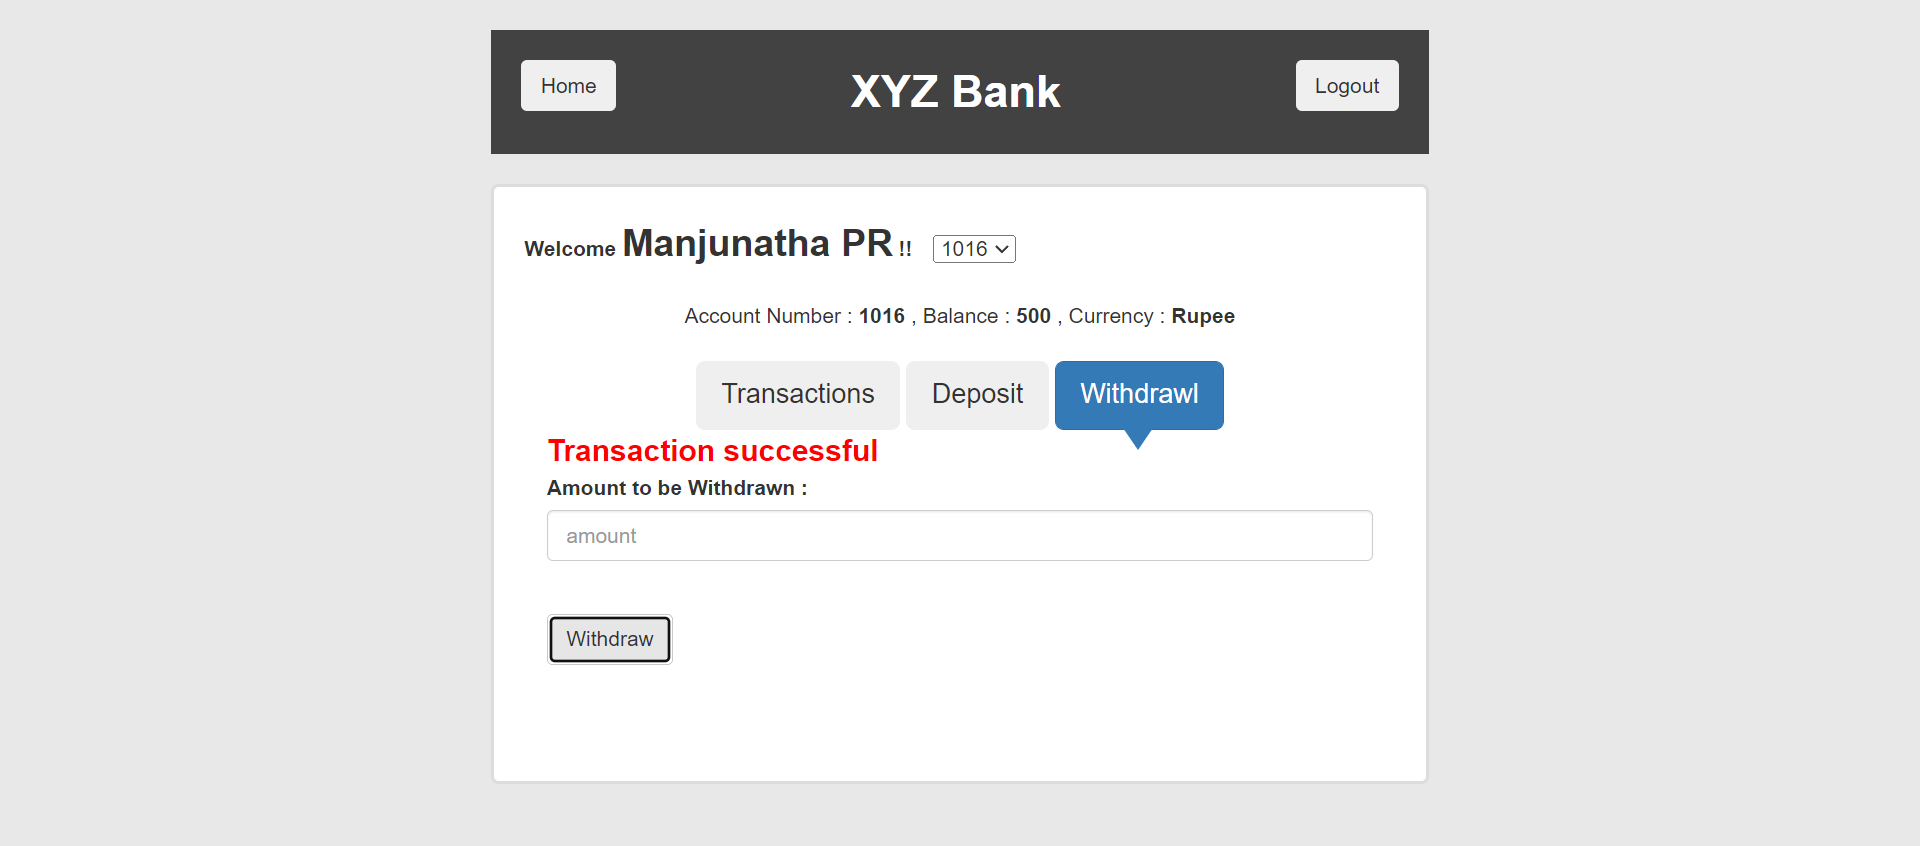 Home XYZ Bank Logout
Welcome Manjunatha PR !! 1016
Account Number : 1016 , Balance : 500 , Currency : Rupee
Transactions Deposit Withdrawl
Transaction successful
Amount to be Withdrawn :
amount
Withdraw